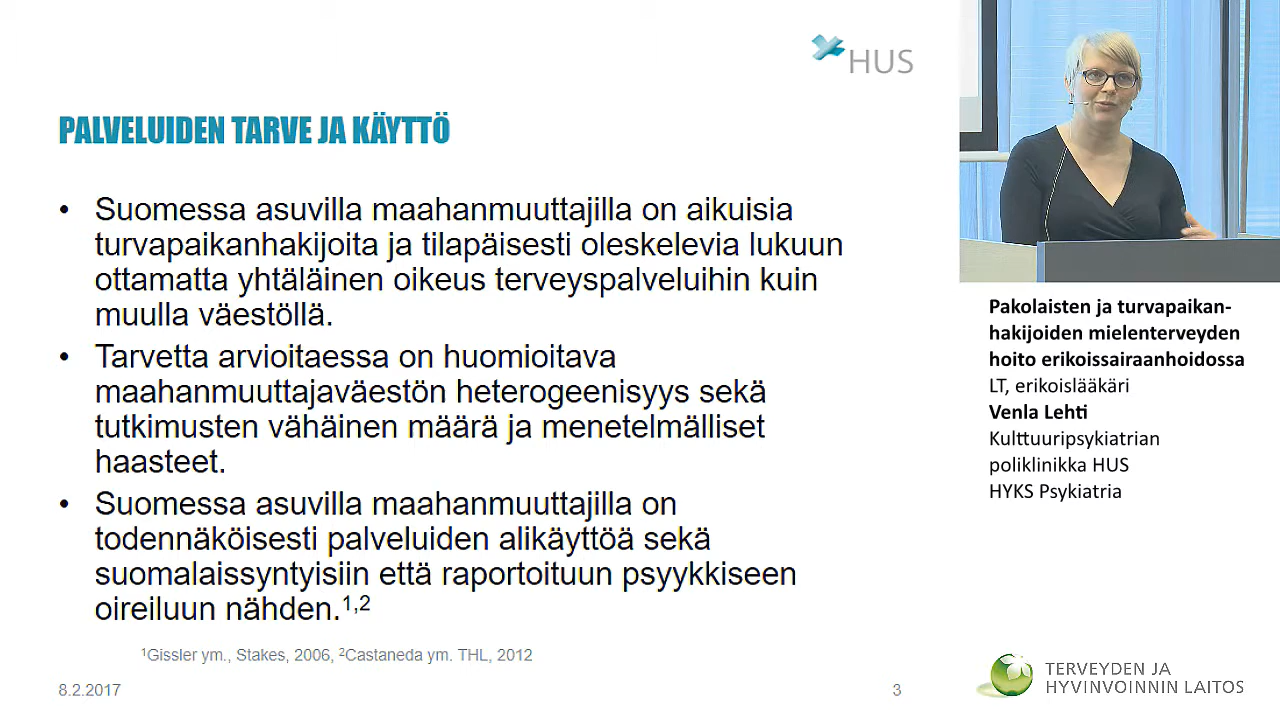 HUS
PALVELUIDEN TARVE JA KÄYTTÖ
• Suomessa asuvilla maahanmuuttajilla on aikuisia
turvapaikanhakijoita ja tilapäisesti oleskelevia lukuun
ottamatta yhtäläinen oikeus terveyspalveluihin kuin
muulla väestöllä.
• Tarvetta arvioitaessa on huomioitava
maahanmuuttajaväestön heterogeenisyys sekä
tutkimusten vähäinen määrä ja menetelmälliset
haasteet.
• Suomessa asuvilla maahanmuuttajilla on
todennäköisesti palveluiden alikäyttöä sekä
suomalaissyntyisiin että raportoituun psyykkiseen
oireiluun nähden.¹,²
¹Gissler ym., Stakes, 2006, ²Castaneda ym. THL, 2012
8.2.2017
3
Pakolaisten ja turvapaikan-
hakijoiden mielenterveyden
hoito erikoissairaanhoidossa
LT, erikoislääkäri
Venla Lehti
Kulttuuripsykiatrian
poliklinikka HUS
HYKS Psykiatria
TERVEYDEN JA
HYVINVOINNIN LAITOS